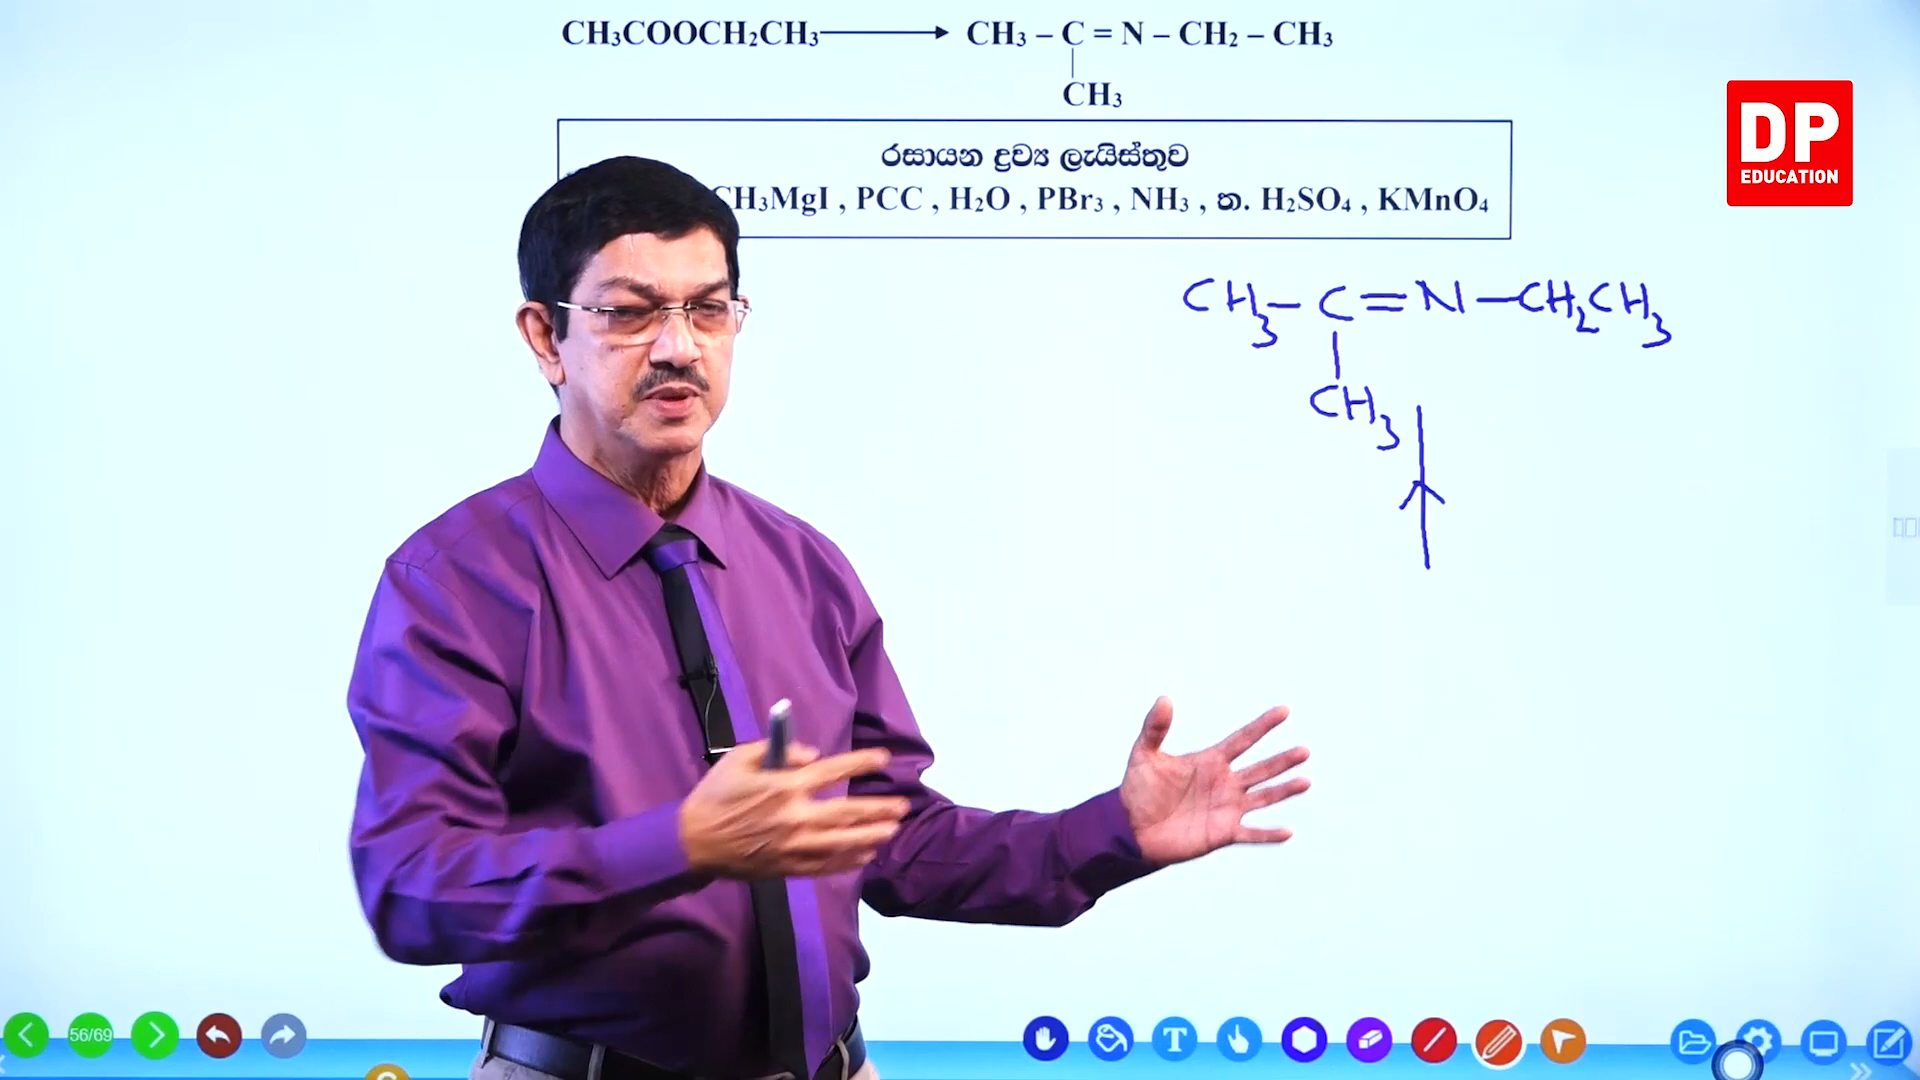 CH₃COOCH₂CH₃ ⟶ CH₃ – C = N – CH₂ – CH₃
CH₃
රසායන ද්‍රව්‍ය ලැයිස්තුව
CH₃MgI , PCC , H₂O , PBr₃ , NH₃ , ත. H₂SO₄ , KMnO₄
DP
EDUCATION
CH₃ – C = N – CH₂CH₃
CH₃
56/69
T